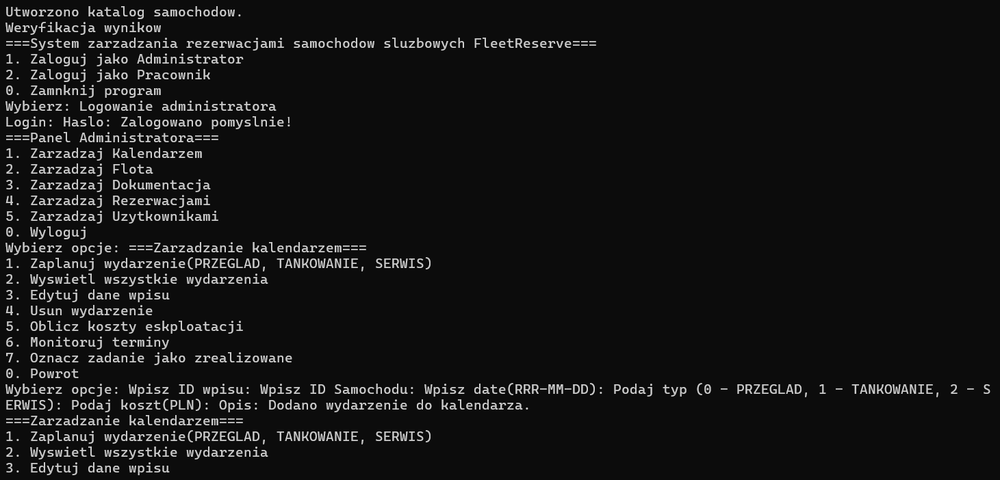 Utworzono katalog samochodow.
Weryfikacja wynikow
===System zarzadzania rezerwacjami samochodow sluzbowych FleetReserve===
1. Zaloguj jako Administrator
2. Zaloguj jako Pracownik
0. Zamnknij program
Wybierz: Logowanie administratora
Login: Haslo: Zalogowano pomyslnie!
===Panel Administratora===
1. Zarzadzaj Kalendarzem
2. Zarzadzaj Flota
3. Zarzadzaj Dokumentacja
4. Zarzadzaj Rezerwacjami
5. Zarzadzaj Uzytkownikami
0. Wyloguj
Wybierz opcje: ===Zarzadzanie kalendarzem===
1. Zaplanuj wydarzenie(PRZEGLAD, TANKOWANIE, SERWIS)
2. Wyswietl wszystkie wydarzenia
3. Edytuj dane wpisu
4. Usun wydarzenie
5. Oblicz koszty eskploatacji
6. Monitoruj terminy
7. Oznacz zadanie jako zrealizowane
0. Powrot
Wybierz opcje: Wpisz ID wpisu: Wpisz ID Samochodu: Wpisz date(RRR-MM-DD): Podaj typ (0 - PRZEGLAD, 1 - TANKOWANIE, 2 - S
ERWIS): Podaj koszt(PLN): Opis: Dodano wydarzenie do kalendarza.
===Zarzadzanie kalendarzem===
1. Zaplanuj wydarzenie(PRZEGLAD, TANKOWANIE, SERWIS)
2. Wyswietl wszystkie wydarzenia
3. Edytuj dane wpisu